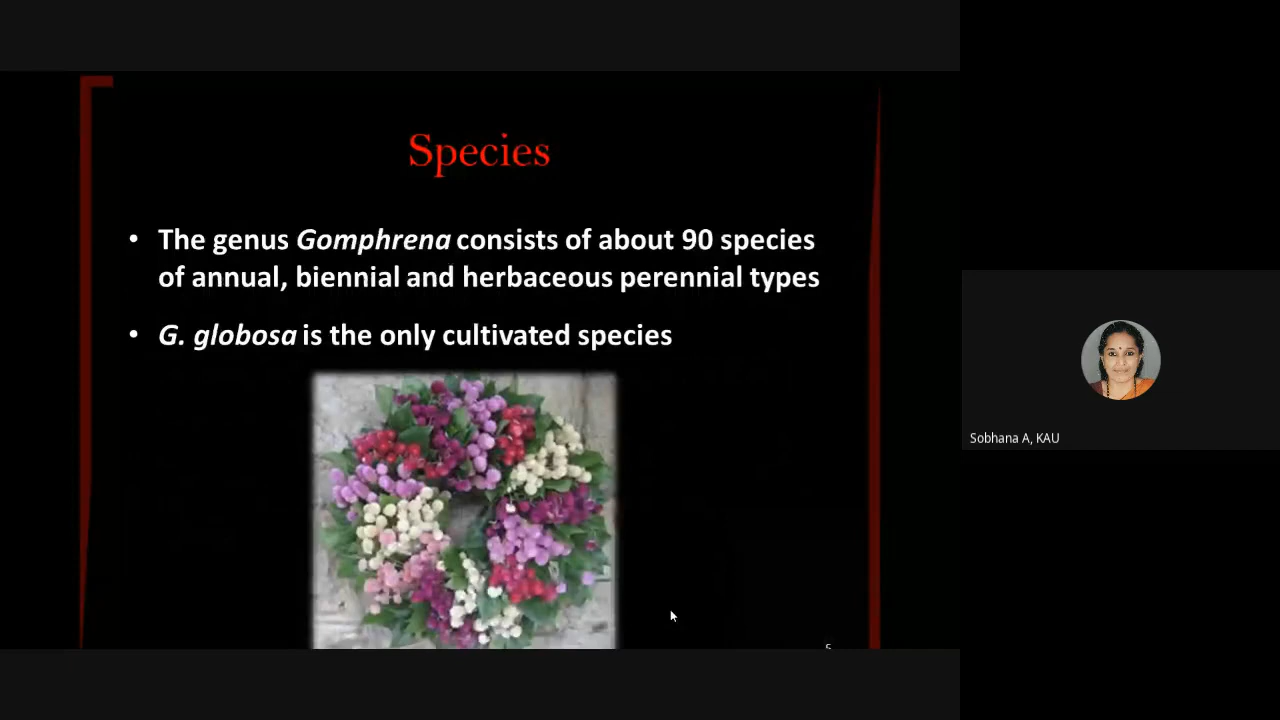 Species
• The genus Gomphrena consists of about 90 species
of annual, biennial and herbaceous perennial types
• G. globosa is the only cultivated species
5
Sobhana A, KAU